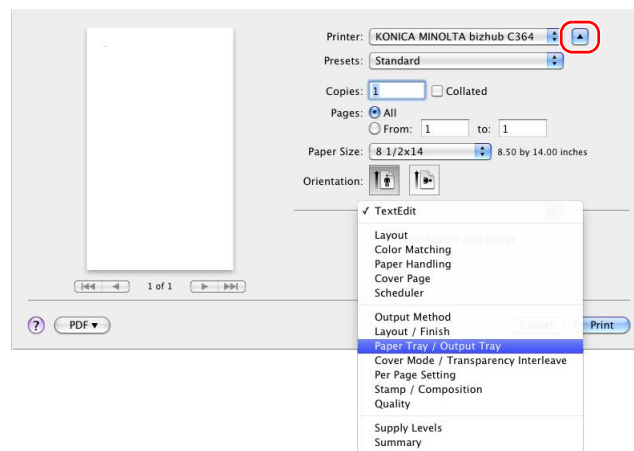 Printer: KONICA MINOLTA bizhub C364
Presets: Standard
Copies: 1 Collated
Pages: All
From: 1 to: 1
Paper Size: 8 1/2x14 8.50 by 14.00 inches
Orientation:
✓ TextEdit
Layout
Color Matching
Paper Handling
Cover Page
Scheduler
1 of 1
Output Method
Layout / Finish
? PDF Cancel Print
Paper Tray / Output Tray
Cover Mode / Transparency Interleave
Per Page Setting
Stamp / Composition
Quality
Supply Levels
Summary